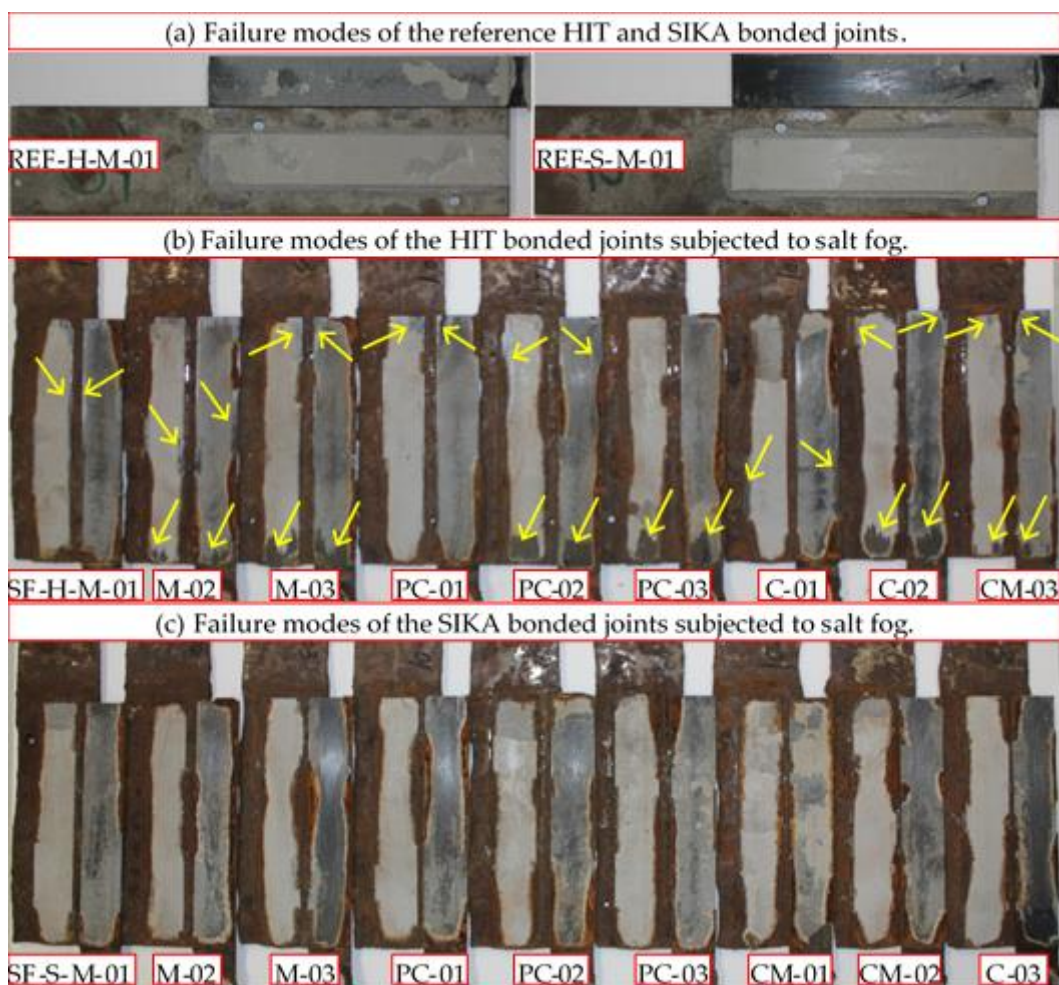 (a) Failure modes of the reference HIT and SIKA bonded joints.
REF-H-M-01
REF-S-M-01
(b) Failure modes of the HIT bonded joints subjected to salt fog.
SF-H-M-01 M-02 M-03 PC-01 PC-02 PC-03 C-01 C-02 CM-03
(c) Failure modes of the SIKA bonded joints subjected to salt fog.
SF-S-M-01 M-02 M-03 PC-01 PC-02 PC-03 CM-01 CM-02 C-03